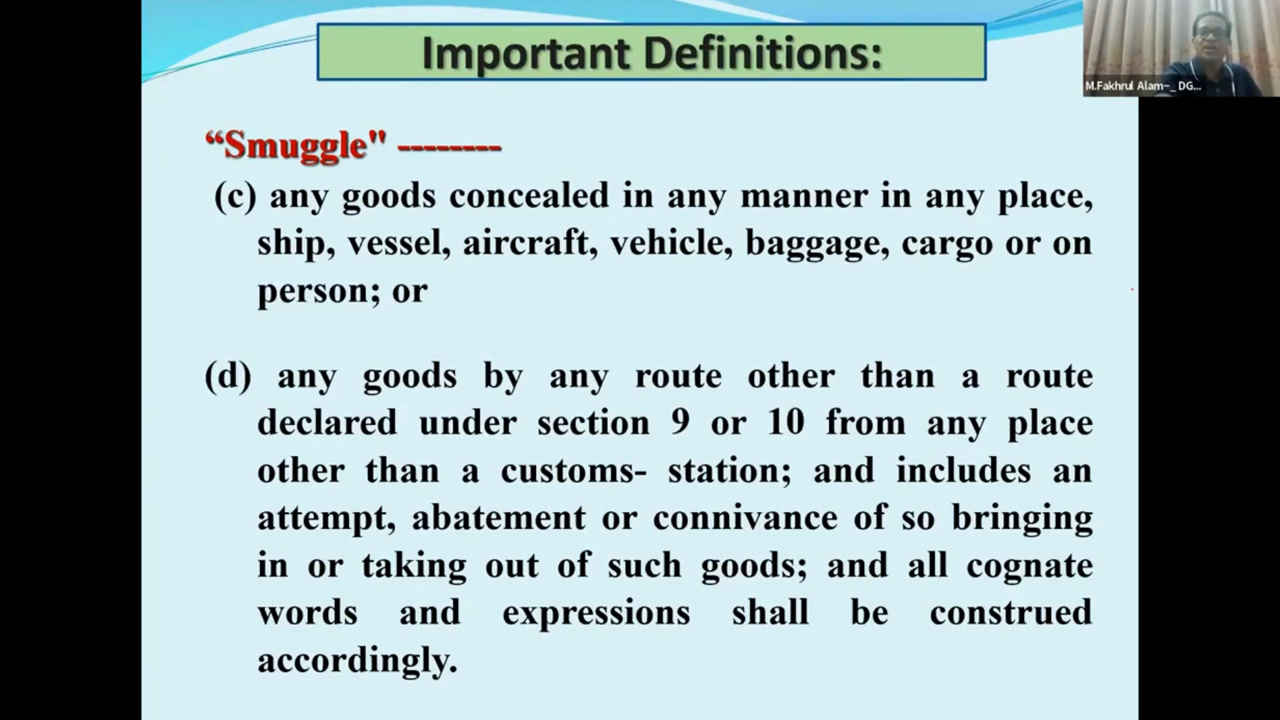 Important Definitions:
M.Fakhrul Alam~_ DG...
“Smuggle" --------
(c) any goods concealed in any manner in any place,
ship, vessel, aircraft, vehicle, baggage, cargo or on
person; or
(d) any goods by any route other than a route
declared under section 9 or 10 from any place
other than a customs- station; and includes an
attempt, abatement or connivance of so bringing
in or taking out of such goods; and all cognate
words and expressions shall be construed
accordingly.